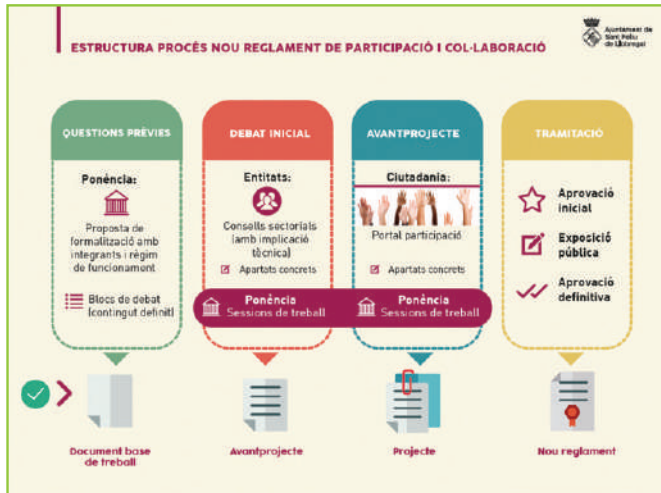 ESTRUCTURA PROCÉS NOU REGLAMENT DE PARTICIPACIÓ I COL·LABORACIÓ
Ajuntament de
Sant Feliu
de Llobregat
QÜESTIONS PRÈVIES
Ponència:
Proposta de
formalització amb
integrants i règim
de funcionament
Blocs de debat
(contingut definit)
Document base
de treball
DEBAT INICIAL
Entitats:
Consells sectorials
(amb implicació
tècnica)
Apartats concrets
Ponència
Sessions de treball
Avantprojecte
AVANTPROJECTE
Ciutadania:
Portal participació
Apartats concrets
Ponència
Sessions de treball
Projecte
TRAMITACIÓ
Aprovació
inicial
Exposició
pública
Aprovació
definitiva
Nou reglament